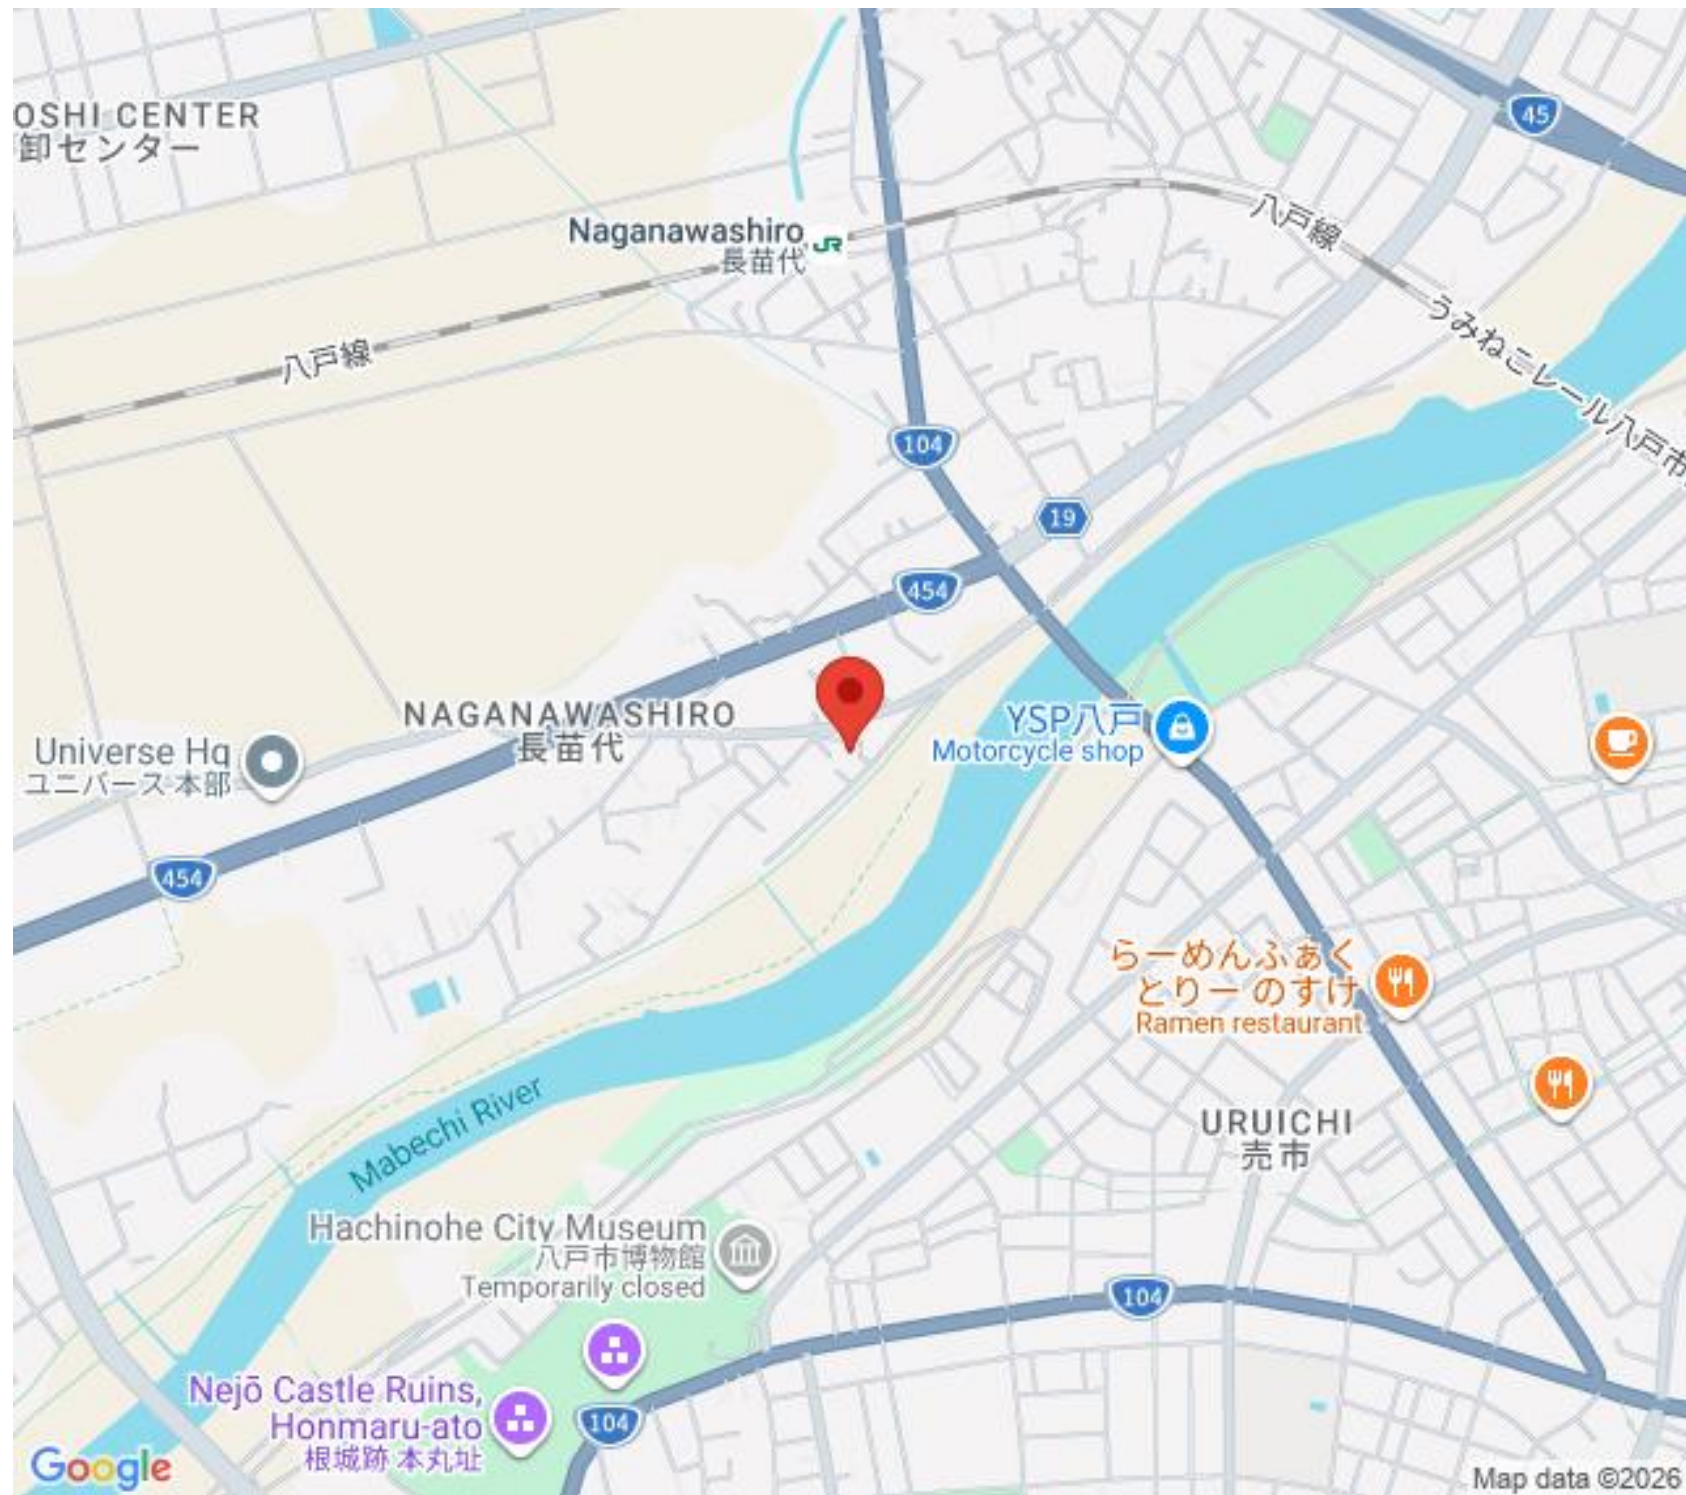 45
OSHI CENTER
卸センター
Naganawashiro
長苗代
JR
八戸線
うみねこレール八戸市
八戸線
104
19
454
NAGANAWASHIRO
長苗代
YSP八戸
Motorcycle shop
Universe Hq
ユニバース 本部
454
らーめんふぁく
とりー のすけ
Ramen restaurant
Mabechi River
URUICHI
売市
Hachinohe City Museum
八戸市博物館
Temporarily closed
104
Nejō Castle Ruins,
Honmaru-ato
根城跡 本丸址
104
Google
Map data ©2026